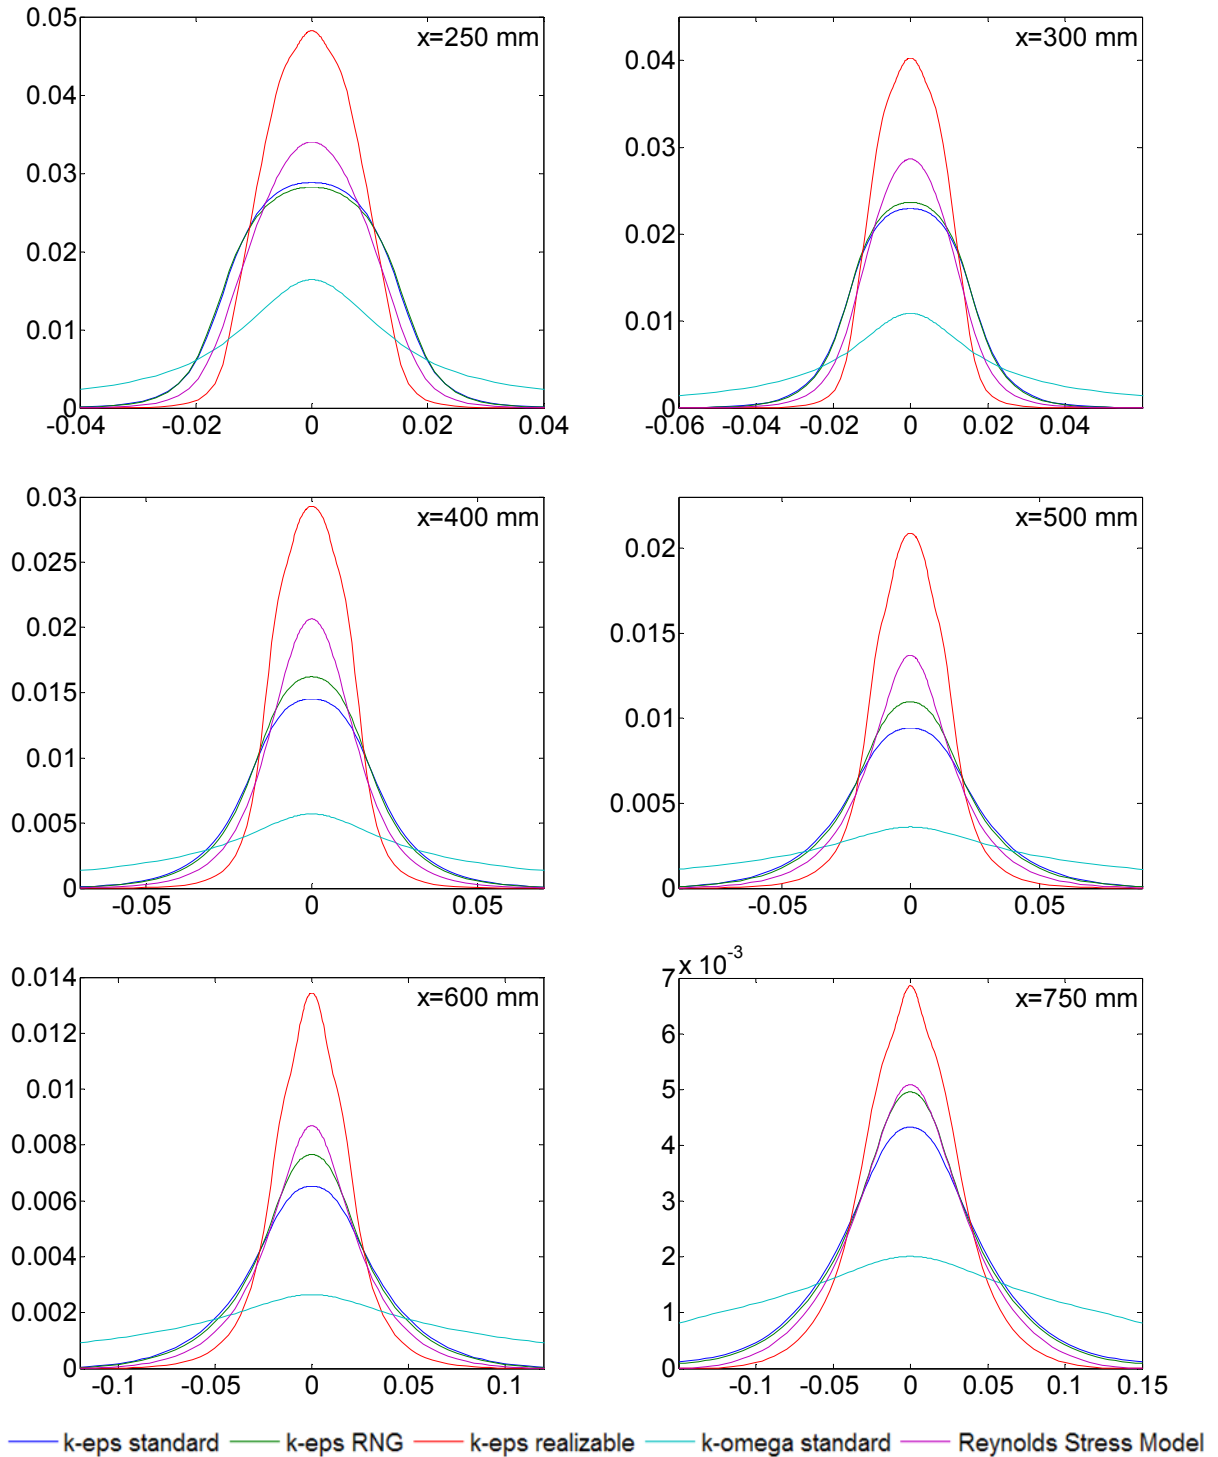 x=250 mm
0.05
0.04
0.03
0.02
0.01
0
-0.04 -0.02 0 0.02 0.04
x=300 mm
0.04
0.03
0.02
0.01
0
-0.06 -0.04 -0.02 0 0.02 0.04
x=400 mm
0.03
0.025
0.02
0.015
0.01
0.005
0
-0.05 0 0.05
x=500 mm
0.02
0.015
0.01
0.005
0
-0.05 0 0.05
x=600 mm
0.014
0.012
0.01
0.008
0.006
0.004
0.002
0
-0.1 -0.05 0 0.05 0.1
x 10^-3
x=750 mm
7
6
5
4
3
2
1
0
-0.1 -0.05 0 0.05 0.1 0.15
k-eps standard k-eps RNG k-eps realizable k-omega standard Reynolds Stress Model